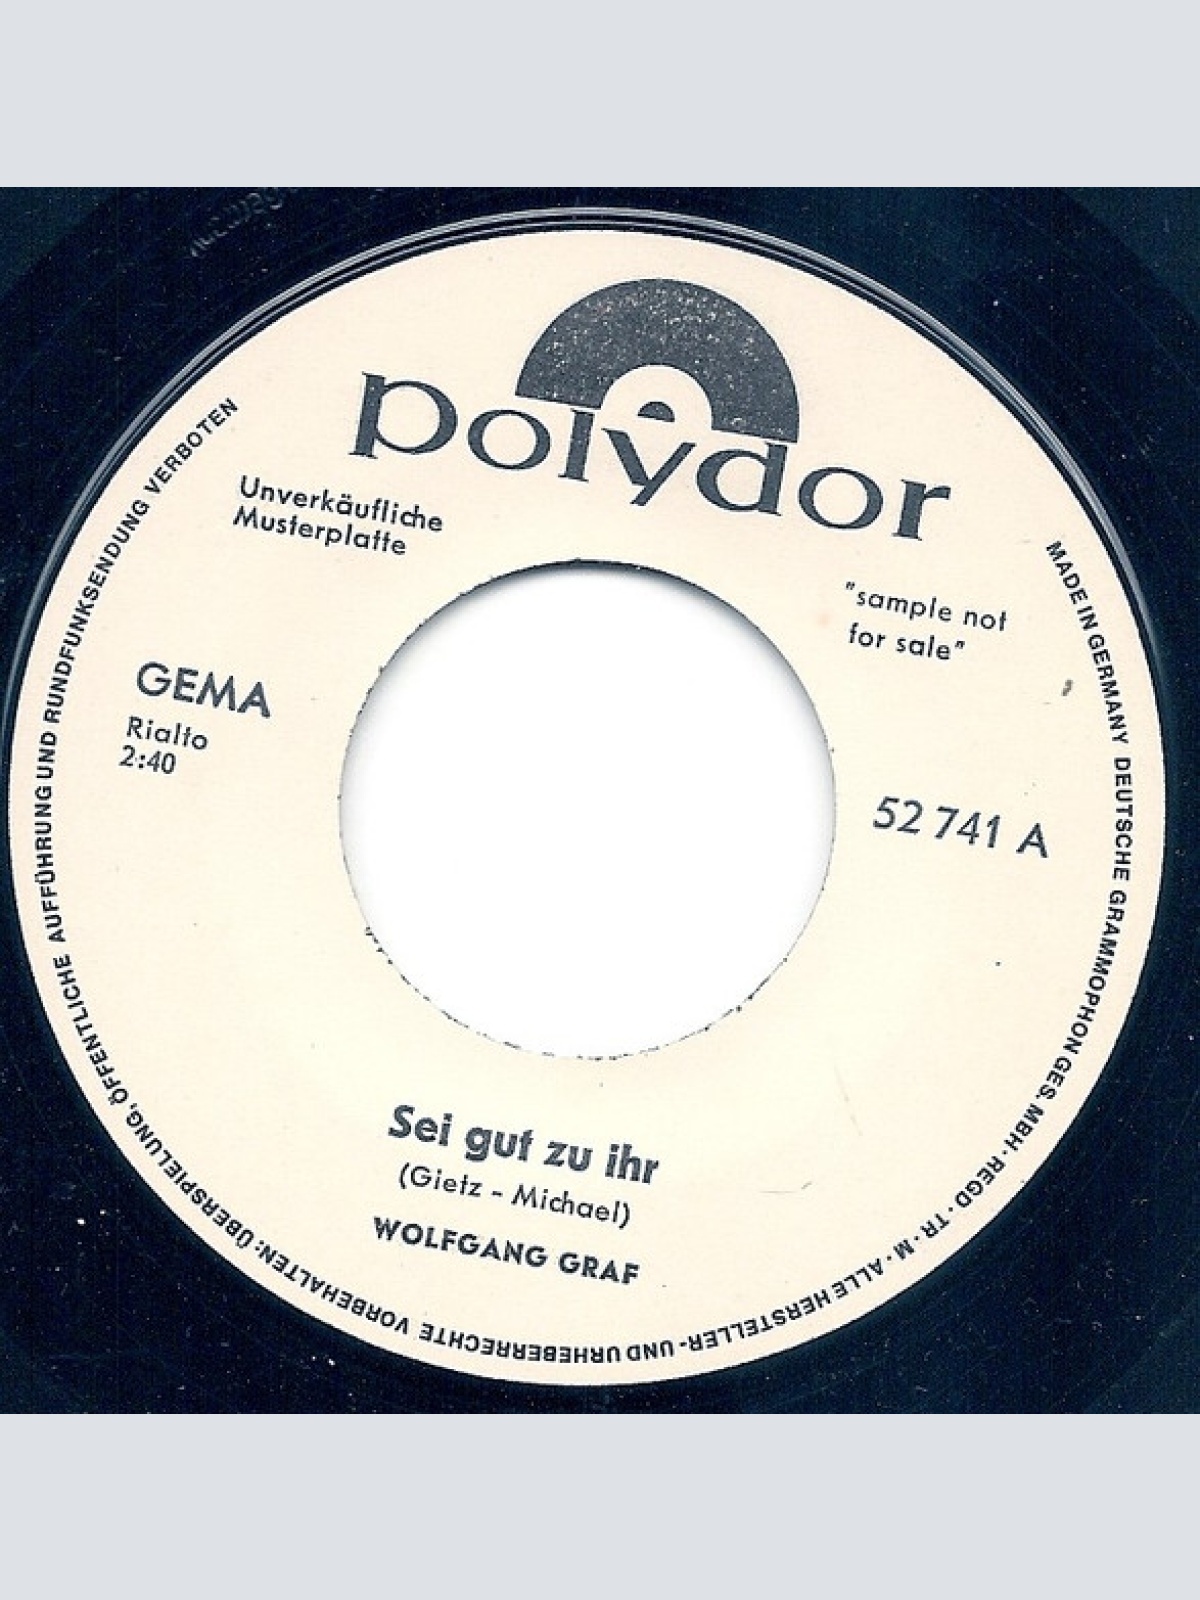 polydor
Unverkäufliche
Musterplatte
"sample not
for sale"
GEMA
Rialto
2:40
52 741 A
Sei gut zu ihr
(Gietz - Michael)
WOLFGANG GRAF
MADE IN GERMANY DEUTSCHE GRAMMOPHON GES. MBH · REGD · TR · M · ALLE HERSTELLER- UND URHEBERRECHTE VORBEHALTEN: ÜBERSPIELUNG, ÖFFENTLICHE AUFFÜHRUNG UND RUNDFUNKSENDUNG VERBOTEN